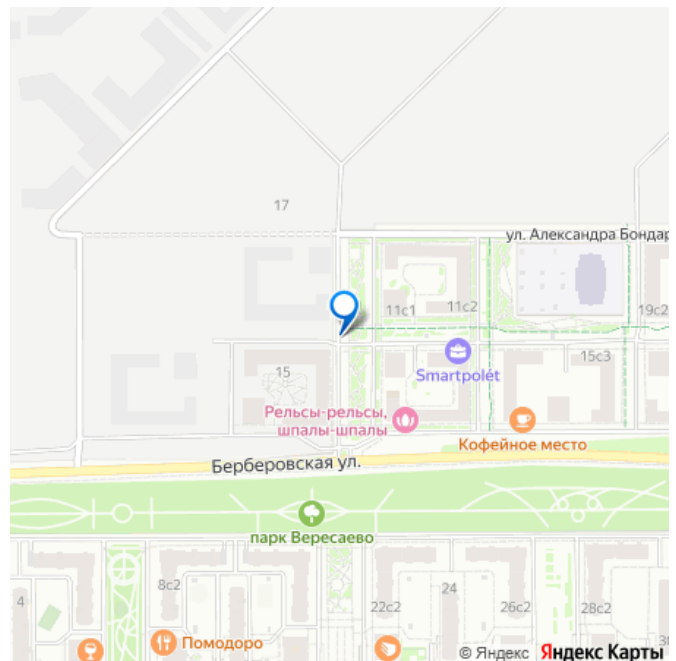 17
ул. Александра Бондар
11с1
11с2
19с2
15
Smartpolét
15с3
Рельсы-рельсы,
шпалы-шпалы
Кофейное место
Берберовская ул.
парк Вересаево
8с2
4
22с2
24
26с2
28с2
Помодоро
© Яндекс Яндекс Карты